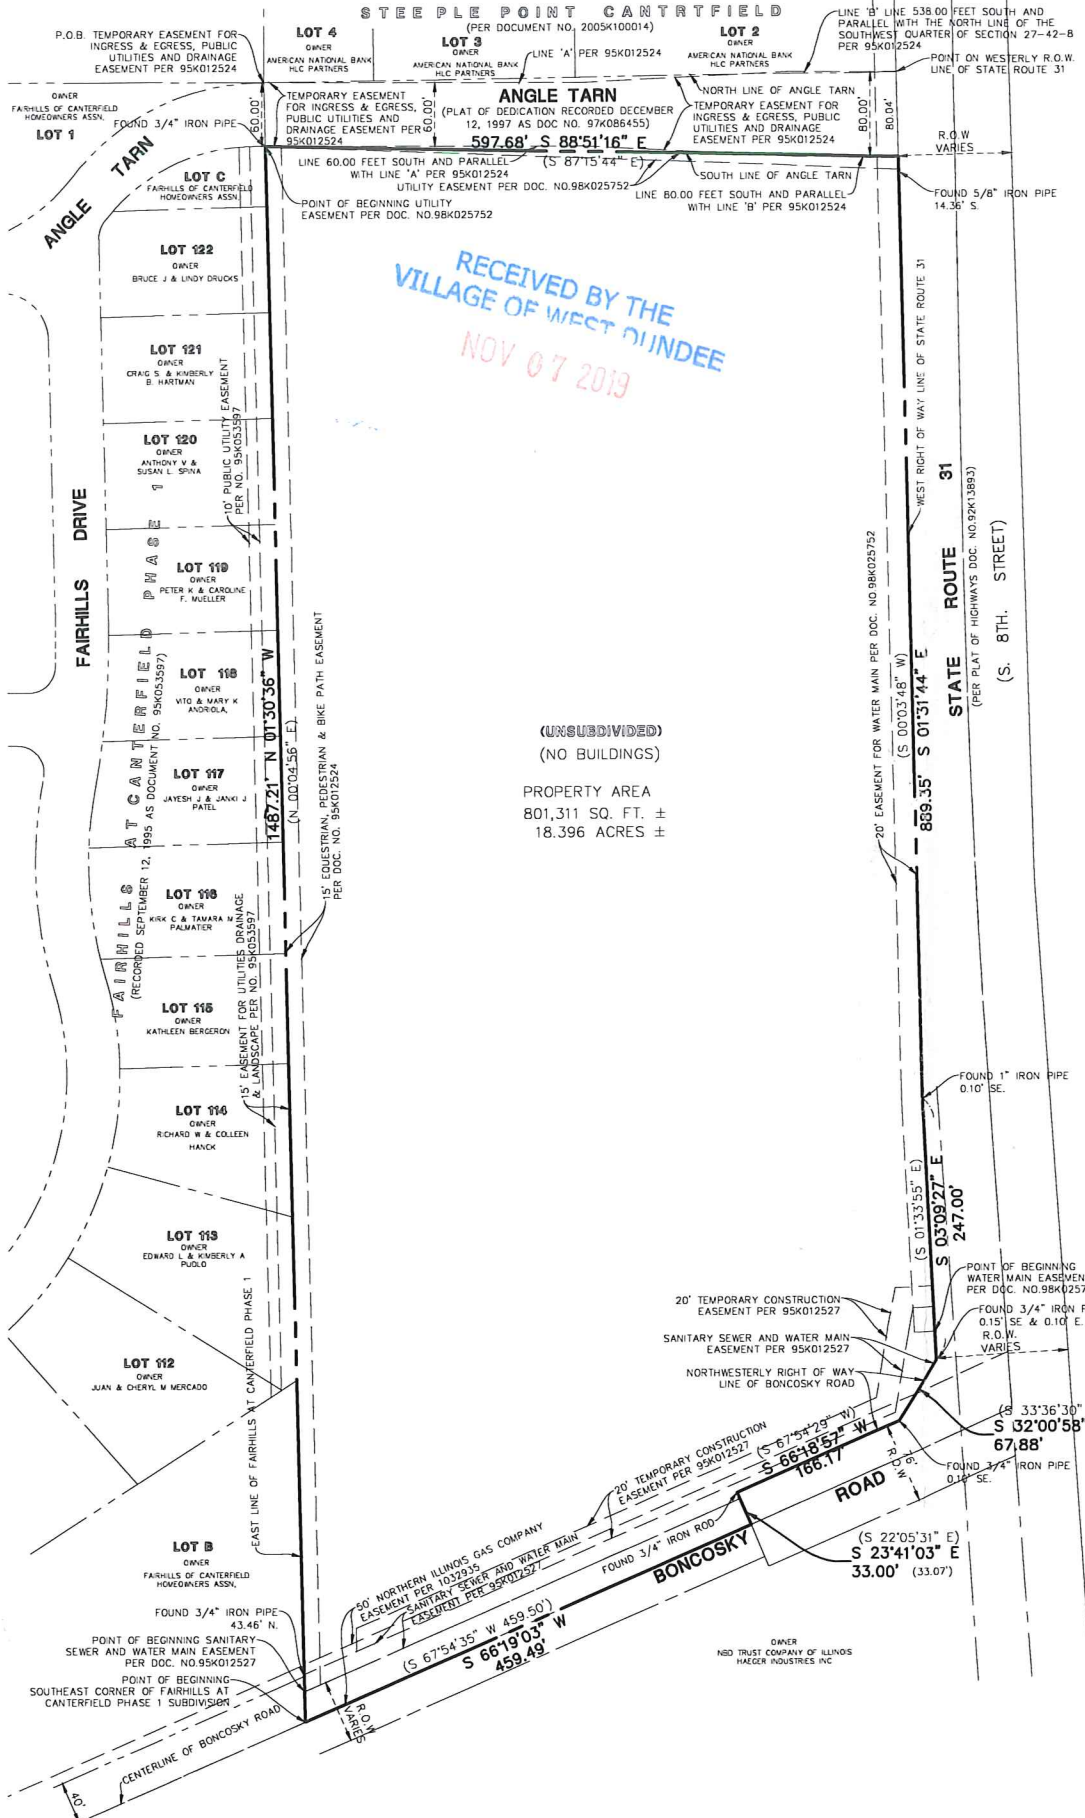 STEEPLE POINT CANTRTFIELD
(PER DOCUMENT NO. 2005K100014)
P.O.B. TEMPORARY EASEMENT FOR
INGRESS & EGRESS, PUBLIC
UTILITIES AND DRAINAGE
EASEMENT PER 95K012524
LOT 4
OWNER
AMERICAN NATIONAL BANK
HLC PARTNERS
LOT 3
OWNER
AMERICAN NATIONAL BANK
HLC PARTNERS
LINE 'A' PER 95K012524
LOT 2
OWNER
AMERICAN NATIONAL BANK
HLC PARTNERS
LINE 'B' LINE 538.00 FEET SOUTH AND
PARALLEL WITH THE NORTH LINE OF THE
SOUTHWEST QUARTER OF SECTION 27-42-8
PER 95K012524
POINT ON WESTERLY R.O.W.
LINE OF STATE ROUTE 31
OWNER
FAIRHILLS OF CANTERFIELD
HOMEOWNERS ASSN.
LOT 1
FOUND 3/4" IRON PIPE
60.00'
TEMPORARY EASEMENT
FOR INGRESS & EGRESS,
PUBLIC UTILITIES AND
DRAINAGE EASEMENT PER
95K012524
60.00'
ANGLE TARN
(PLAT OF DEDICATION RECORDED DECEMBER
12, 1997 AS DOC NO. 97K086455)
597.68' S 88°51'16" E
(S 87°15'44" E)
NORTH LINE OF ANGLE TARN
TEMPORARY EASEMENT FOR
INGRESS & EGRESS, PUBLIC
UTILITIES AND DRAINAGE
EASEMENT PER 95K012524
80.00'
80.04'
R.O.W
VARIES
ANGLE TARN
LINE 60.00 FEET SOUTH AND PARALLEL
WITH LINE 'A' PER 95K012524
UTILITY EASEMENT PER DOC. NO.98K025752
SOUTH LINE OF ANGLE TARN
LINE 80.00 FEET SOUTH AND PARALLEL
WITH LINE 'B' PER 95K012524
FOUND 5/8" IRON PIPE
14.36' S.
LOT C
FAIRHILLS OF CANTERFIELD
HOMEOWNERS ASSN.
POINT OF BEGINNING UTILITY
EASEMENT PER DOC. NO.98K025752
RECEIVED BY THE
VILLAGE OF WEST DUNDEE
NOV 07 2019
LOT 122
OWNER
BRUCE J & LINDY DRUCKS
LOT 121
OWNER
CRAIG S. & KIMBERLY
B. HARTMAN
LOT 120
OWNER
ANTHONY V &
SUSAN L. SPINA
LOT 119
OWNER
PETER K & CAROLINE
F. MUELLER
LOT 118
OWNER
VITO & MARY K
ANDRIOLA,
LOT 117
OWNER
JAYESH J & JANKI J
PATEL
LOT 116
OWNER
KIRK C & TAMARA M
PALMATIER
LOT 115
OWNER
KATHLEEN BERGERON
LOT 114
OWNER
RICHARD W & COLLEEN
HANCK
LOT 113
OWNER
EDWARD L & KIMBERLY A
PUOLO
LOT 112
OWNER
JUAN & CHERYL M MERCADO
LOT B
OWNER
FAIRHILLS OF CANTERFIELD
HOMEOWNERS ASSN,
FAIRHILLS DRIVE
FAIRHILLS AT CANTERFIELD PHASE 1
(RECORDED SEPTEMBER 12, 1995 AS DOCUMENT NO. 95K053597)
10' PUBLIC UTILITY EASEMENT
PER NO. 95K053597
1487.21' N 01°30'36" W
(N 00°04'56" E)
15' EQUESTRIAN, PEDESTRIAN & BIKE PATH EASEMENT
PER DOC. NO. 95K012524
15' EASEMENT FOR UTILITIES DRAINAGE
& LANDSCAPE PER NO. 95K053597
EAST LINE OF FAIRHILLS AT CANTERFIELD PHASE 1
(UNSUBDIVIDED)
(NO BUILDINGS)
PROPERTY AREA
801,311 SQ. FT. ±
18.396 ACRES ±
20' EASEMENT FOR WATER MAIN PER DOC. NO.98K025752
(S 00°03'48" W)
889.35' S 01°31'44" E
WEST RIGHT OF WAY LINE OF STATE ROUTE 31
STATE ROUTE 31
(PER PLAT OF HIGHWAYS DOC. NO.92K13893)
(S. 8TH. STREET)
FOUND 1" IRON PIPE
0.10' SE.
(S 01°33'55" E)
S 03°09'27" E
247.00'
POINT OF BEGINNING
WATER MAIN EASEMEN
PER DOC. NO.98K0257
FOUND 3/4" IRON P
0.15' SE & 0.10' E.
R.O.W.
VARIES
20' TEMPORARY CONSTRUCTION
EASEMENT PER 95K012527
SANITARY SEWER AND WATER MAIN
EASEMENT PER 95K012527
NORTHWESTERLY RIGHT OF WAY
LINE OF BONCOSKY ROAD
(S 33°36'30"
S 32°00'58"
67.88'
FOUND 3/4" IRON PIPE
0.10' SE.
20' TEMPORARY CONSTRUCTION
EASEMENT PER 95K012527
(S 67°54'29" W)
S 66°18'57" W
166.17'
R.O.W
BONCOSKY ROAD
(S 22°05'31" E)
S 23°41'03" E
33.00' (33.07')
FOUND 3/4" IRON ROD
50' NORTHERN ILLINOIS GAS COMPANY
EASEMENT PER 1032935
SANITARY SEWER AND WATER MAIN
EASEMENT PER 95K012527
(S 67°54'35" W 459.50')
S 66°19'03" W
459.49'
OWNER
NBD TRUST COMPANY OF ILLINOIS
HAEGER INDUSTRIES INC
FOUND 3/4" IRON PIPE
43.46' N.
POINT OF BEGINNING SANITARY
SEWER AND WATER MAIN EASEMENT
PER DOC. NO.95K012527
POINT OF BEGINNING
SOUTHEAST CORNER OF FAIRHILLS AT
CANTERFIELD PHASE 1 SUBDIVISION
R.O.W
VARIES
CENTERLINE OF BONCOSKY ROAD
40'